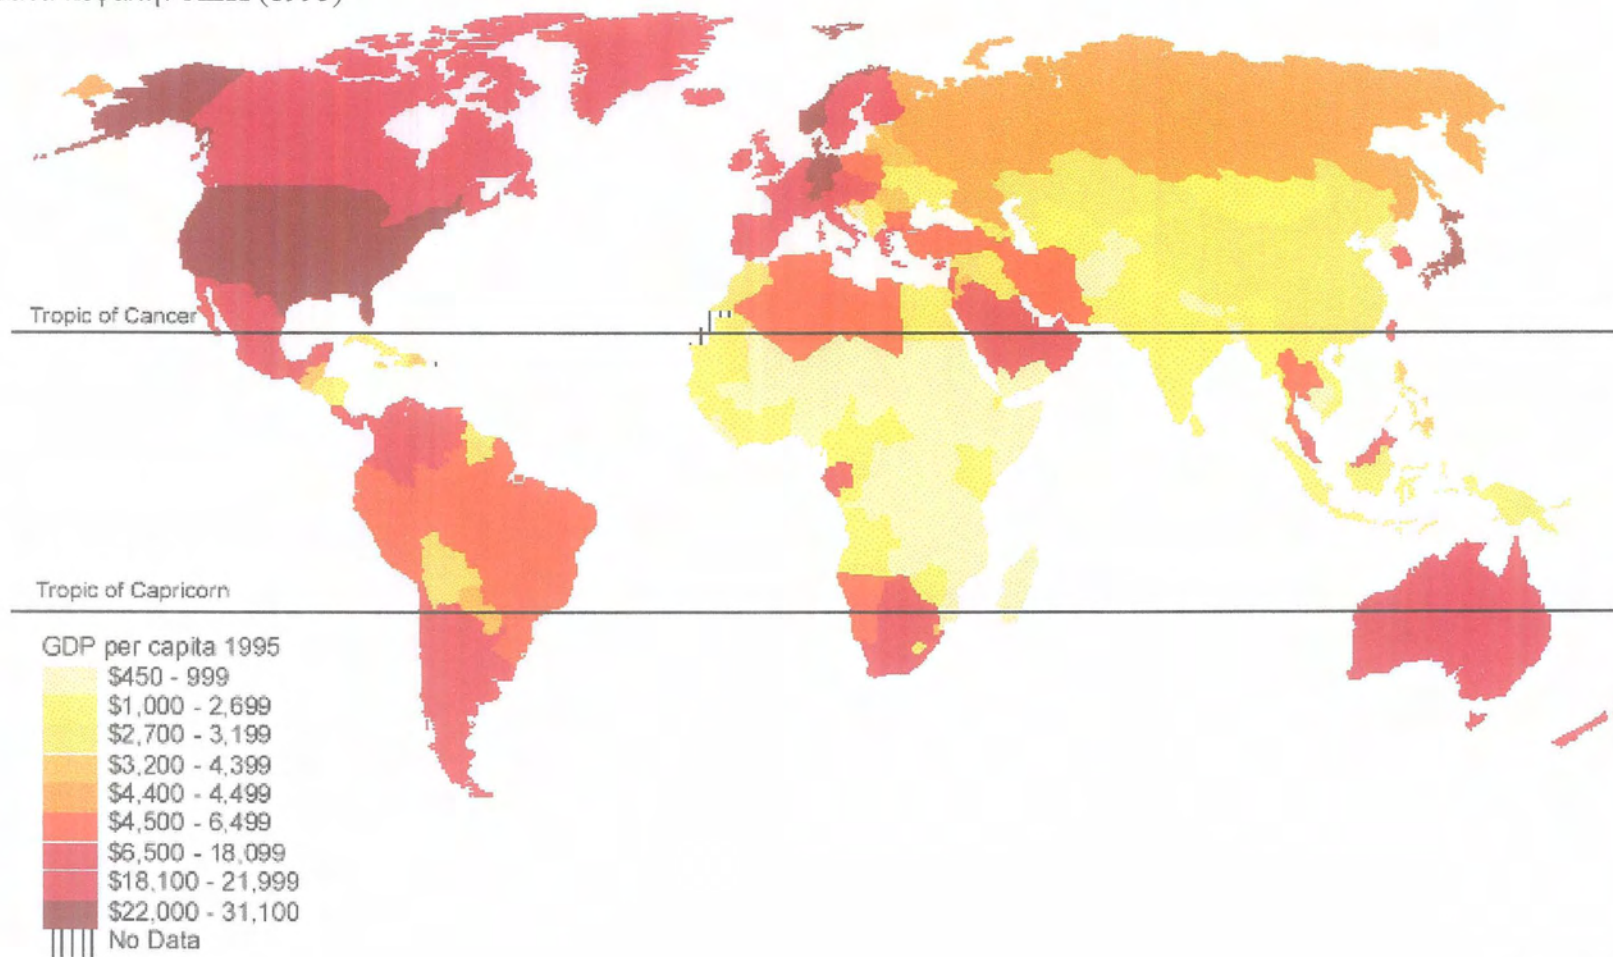 (1995)
Tropic of Cancer
Tropic of Capricorn
GDP per capita 1995
$450 - 999
$1,000 - 2,699
$2,700 - 3,199
$3,200 - 4,399
$4,400 - 4,499
$4,500 - 6,499
$6,500 - 18,099
$18,100 - 21,999
$22,000 - 31,100
No Data